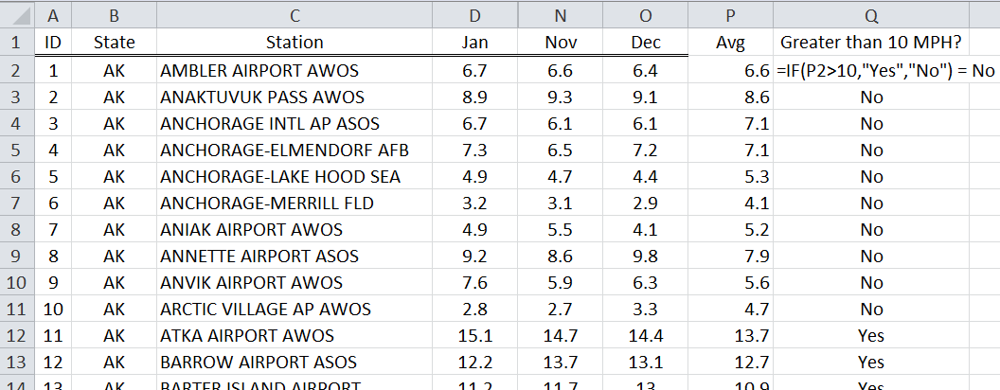 A B C D N O P Q
1 ID State Station Jan Nov Dec Avg Greater than 10 MPH?
2 1 AK AMBLER AIRPORT AWOS 6.7 6.6 6.4 6.6 =IF(P2>10,"Yes","No") = No
3 2 AK ANAKTUVUK PASS AWOS 8.9 9.3 9.1 8.6 No
4 3 AK ANCHORAGE INTL AP ASOS 6.7 6.1 6.1 7.1 No
5 4 AK ANCHORAGE-ELMENDORF AFB 7.3 6.5 7.2 7.1 No
6 5 AK ANCHORAGE-LAKE HOOD SEA 4.9 4.7 4.4 5.3 No
7 6 AK ANCHORAGE-MERRILL FLD 3.2 3.1 2.9 4.1 No
8 7 AK ANIAK AIRPORT AWOS 4.9 5.5 4.1 5.2 No
9 8 AK ANNETTE AIRPORT ASOS 9.2 8.6 9.8 7.9 No
10 9 AK ANVIK AIRPORT AWOS 7.6 5.9 6.3 5.6 No
11 10 AK ARCTIC VILLAGE AP AWOS 2.8 2.7 3.3 4.7 No
12 11 AK ATKA AIRPORT AWOS 15.1 14.7 14.4 13.7 Yes
13 12 AK BARROW AIRPORT ASOS 12.2 13.7 13.1 12.7 Yes
14 13 AK BARTER ISLAND AIRPORT 11.2 11.7 13 10.9 Yes